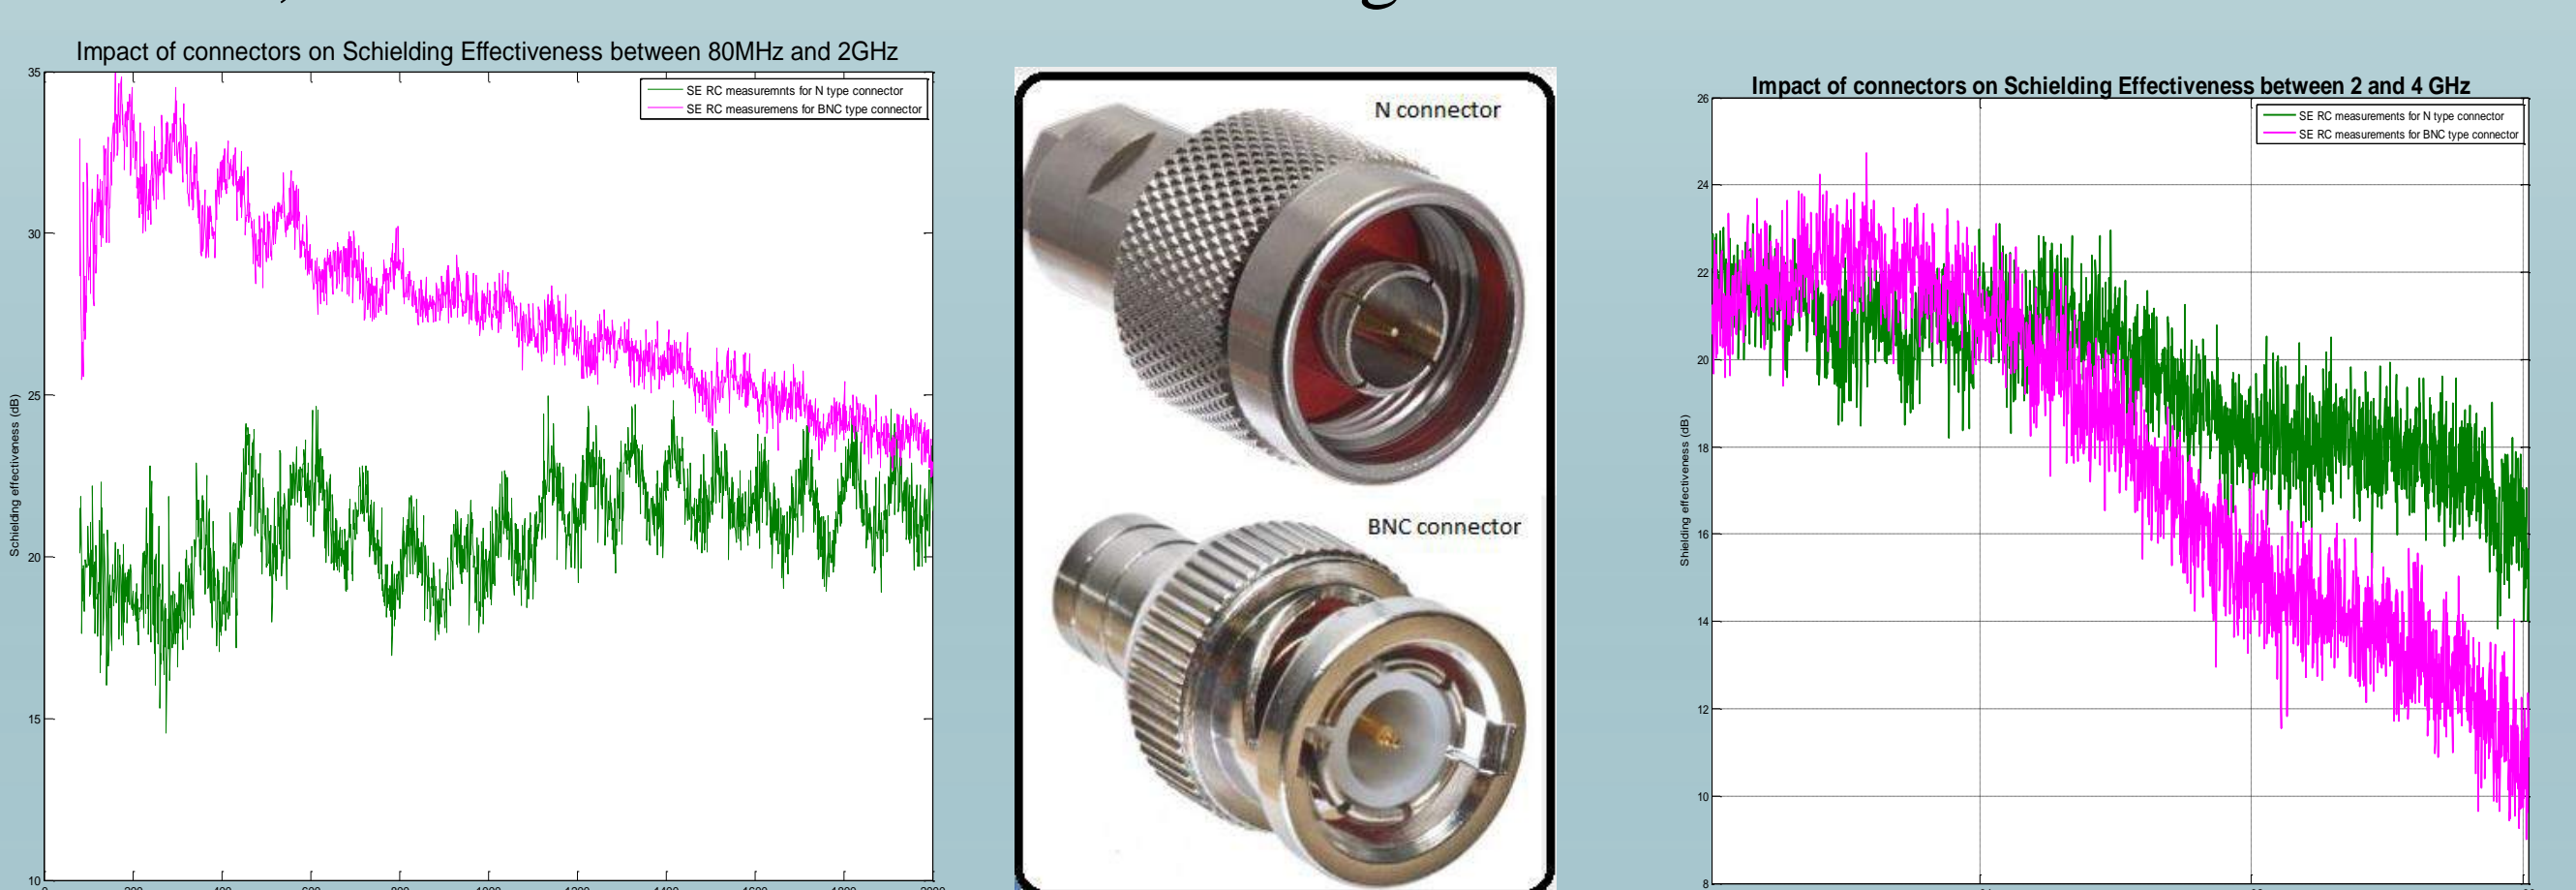 Impact of connectors on Schielding Effectiveness between 80MHz and 2GHz
35
30
25
20
15
10
Schielding effectiveness (dB)
SE RC measuremnts for N type connector
SE RC measuremens for BNC type connector
N connector
BNC connector
Impact of connectors on Schielding Effectiveness between 2 and 4 GHz
26
24
22
20
18
16
14
12
10
8
Shielding effectiveness (dB)
SE RC measurements for N type connector
SE RC measurements for BNC type connector